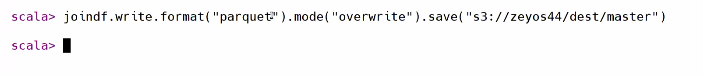 scala> joindf.write.format("parquet").mode("overwrite").save("s3://zeyos44/dest/master")
scala>